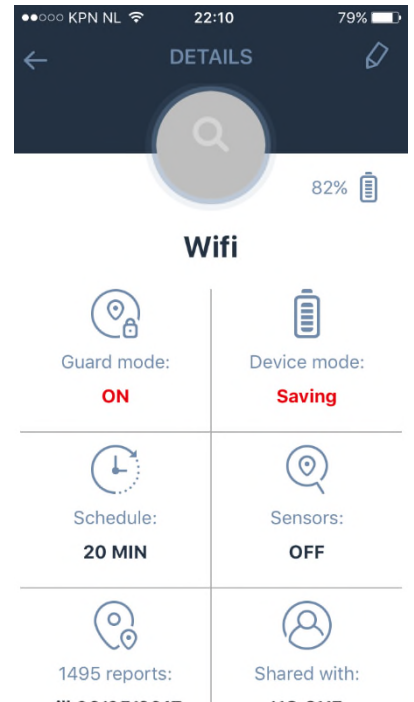 KPN NL 22:10 79%
DETAILS
82%
Wifi
Guard mode: Device mode:
ON Saving
Schedule: Sensors:
20 MIN OFF
1495 reports: Shared with: